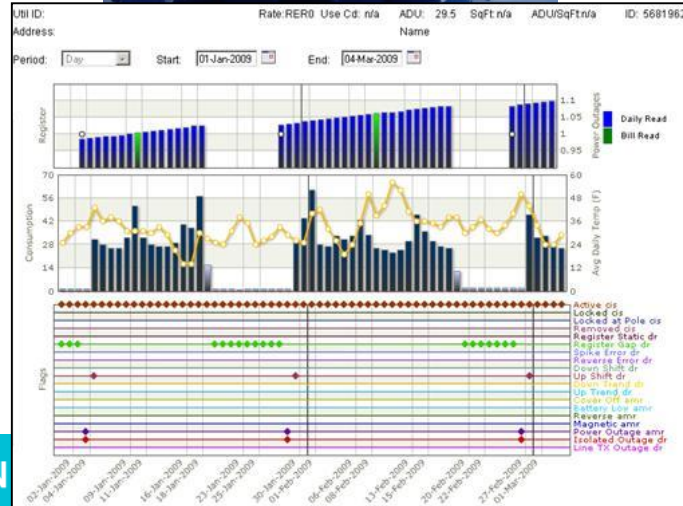 Util ID: Rate:RER0 Use Cd: n/a ADU: 29.5 SqFt:n/a ADU/SqFt:n/a ID: 5681962
Address: Name
Period: Day Start: 01-Jan-2009 End: 04-Mar-2009
Register
1.1
1.05
1
0.95
Power Outages
Daily Read
Bill Read
70
56
42
28
14
0
Consumption
60
48
36
24
12
0
Avg Daily Temp (F)
Flags
Active cis
Locked cis
Locked at Pole cis
Removed cis
Register Static dr
Register Gap dr
Spike Error dr
Reverse Error dr
Down Shift dr
Up Shift dr
Down Trend dr
Up Trend dr
Cover Off amr
Battery Low amr
Reverse amr
Magnetic amr
Power Outage amr
Isolated Outage dr
Line TX Outage dr
02-Jan-2009
04-Jan-2009
09-Jan-2009
11-Jan-2009
16-Jan-2009
18-Jan-2009
23-Jan-2009
25-Jan-2009
30-Jan-2009
01-Feb-2009
06-Feb-2009
08-Feb-2009
13-Feb-2009
15-Feb-2009
20-Feb-2009
22-Feb-2009
27-Feb-2009
01-Mar-2009
N